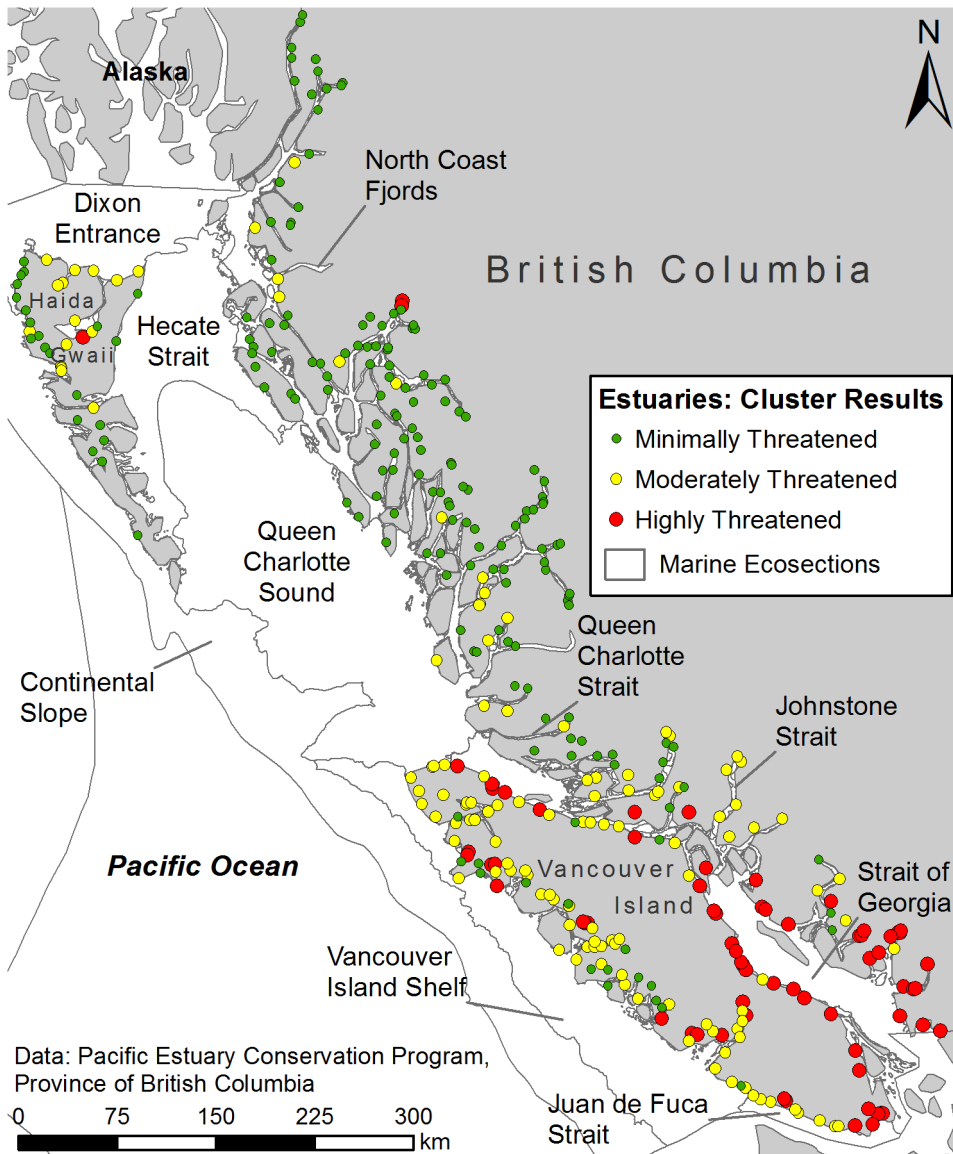 N
Alaska
North Coast
Fjords
Dixon
Entrance
British Columbia
Haida
Gwaii
Hecate
Strait
Estuaries: Cluster Results
Minimally Threatened
Moderately Threatened
Highly Threatened
Marine Ecosections
Queen
Charlotte
Sound
Queen
Charlotte
Strait
Continental
Slope
Johnstone
Strait
Pacific Ocean
Vancouver
Island
Strait of
Georgia
Vancouver
Island Shelf
Data: Pacific Estuary Conservation Program,
Province of British Columbia
Juan de Fuca
Strait
0 75 150 225 300
km